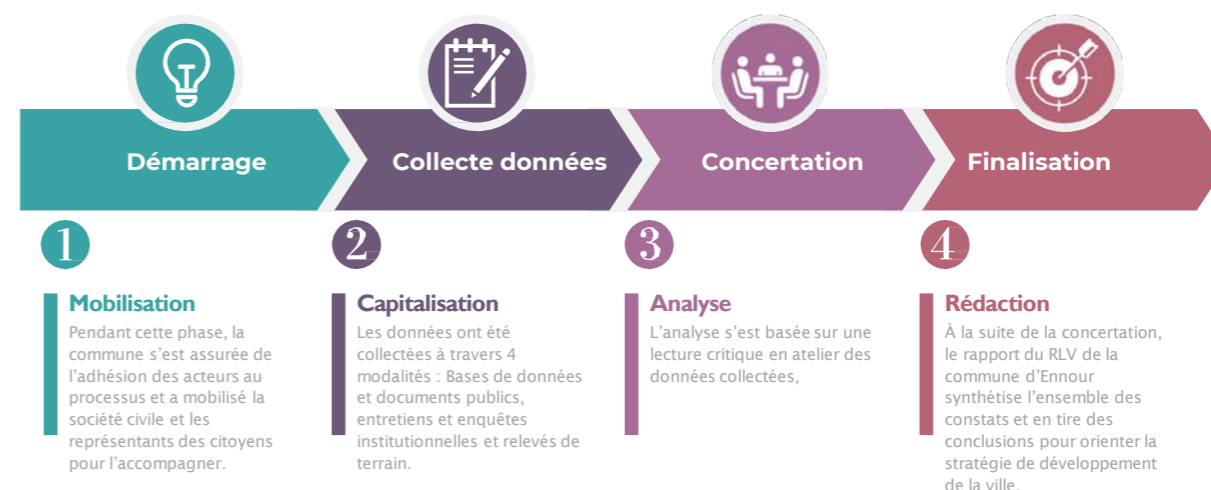 Démarrage
Collecte données
Concertation
Finalisation
1
Mobilisation
Pendant cette phase, la
commune s’est assurée de
l’adhésion des acteurs au
processus et a mobilisé la
société civile et les
représentants des citoyens
pour l’accompagner.
2
Capitalisation
Les données ont été
collectées à travers 4
modalités : Bases de données
et documents publics,
entretiens et enquêtes
institutionnelles et relevés de
terrain.
3
Analyse
L’analyse s’est basée sur une
lecture critique en atelier des
données collectées,
4
Rédaction
À la suite de la concertation,
le rapport du RLV de la
commune d’Ennour
synthétise l’ensemble des
constats et en tire des
conclusions pour orienter la
stratégie de développement
de la ville.